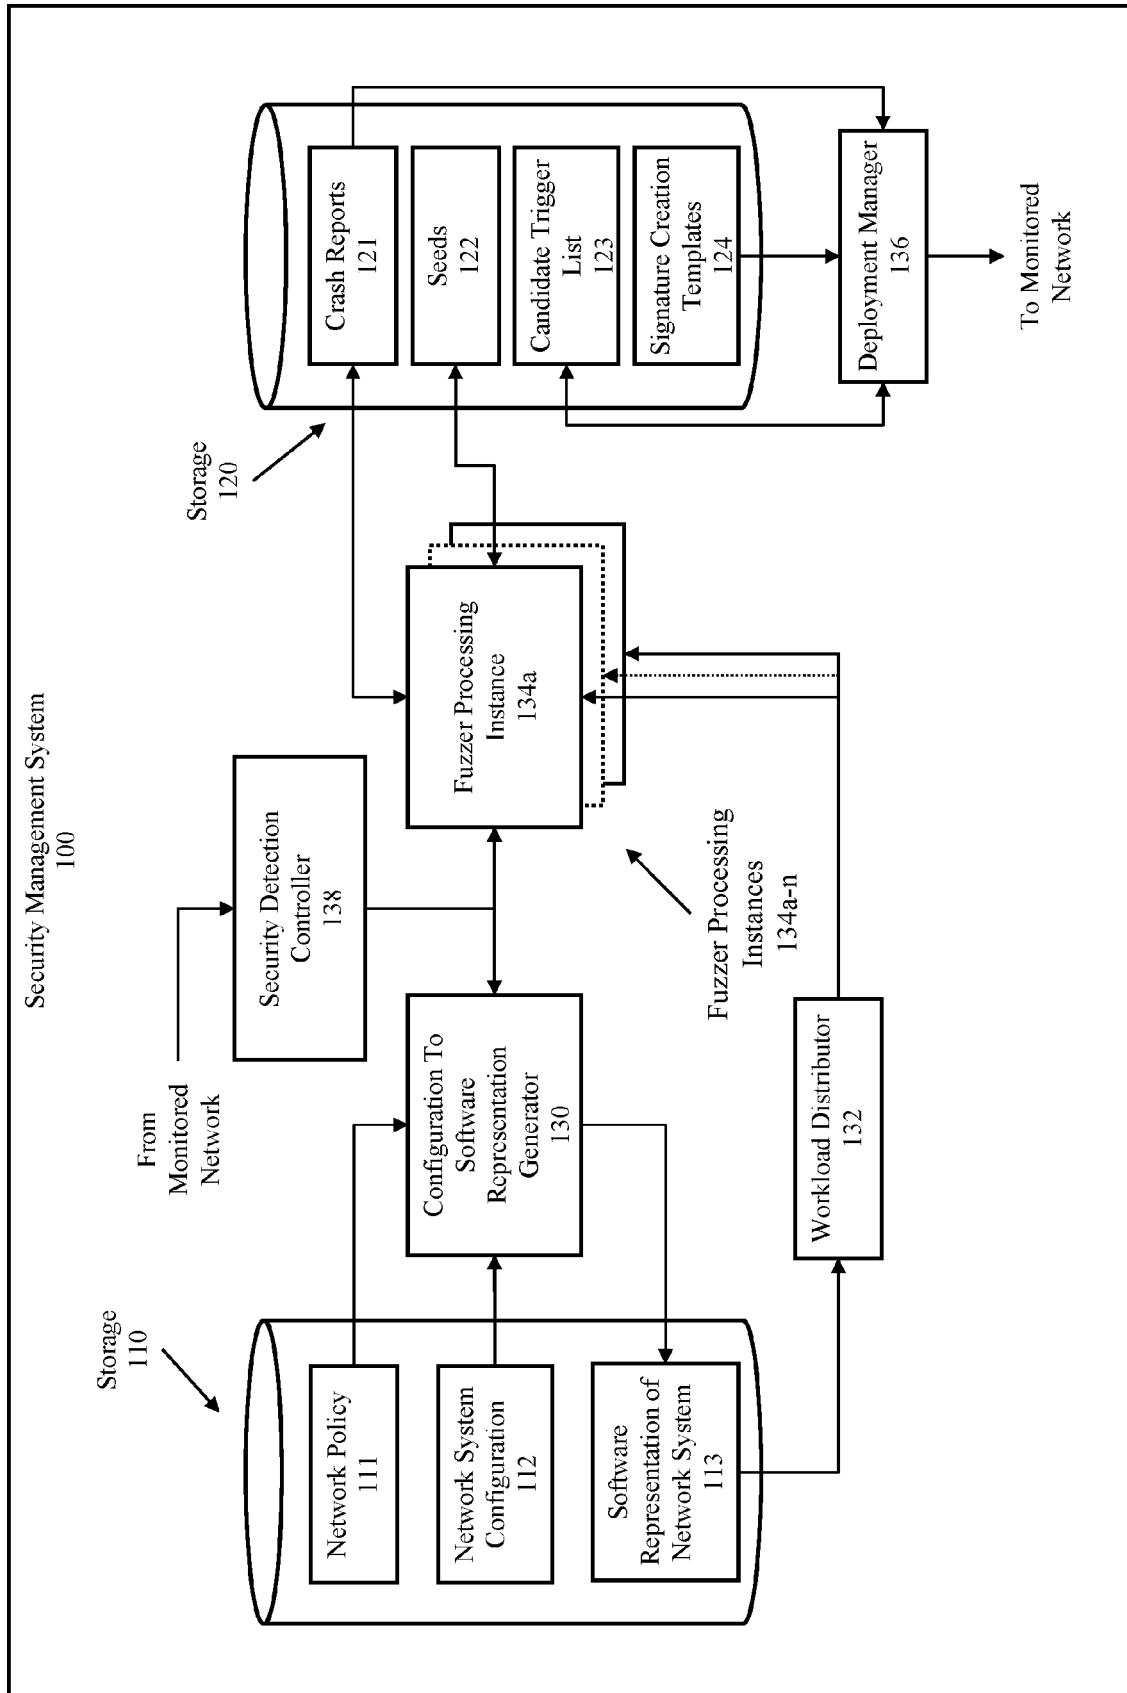 Security Management System
100
Storage
110
Network Policy
111
Network System
Configuration
112
Software
Representation of
Network System
113
From
Monitored
Network
Security Detection
Controller
138
Configuration To
Software
Representation
Generator
130
Workload Distributor
132
Fuzzer Processing
Instance
134a
Fuzzer Processing
Instances
134a-n
Storage
120
Crash Reports
121
Seeds
122
Candidate Trigger
List
123
Signature Creation
Templates
124
Deployment Manager
136
To Monitored
Network